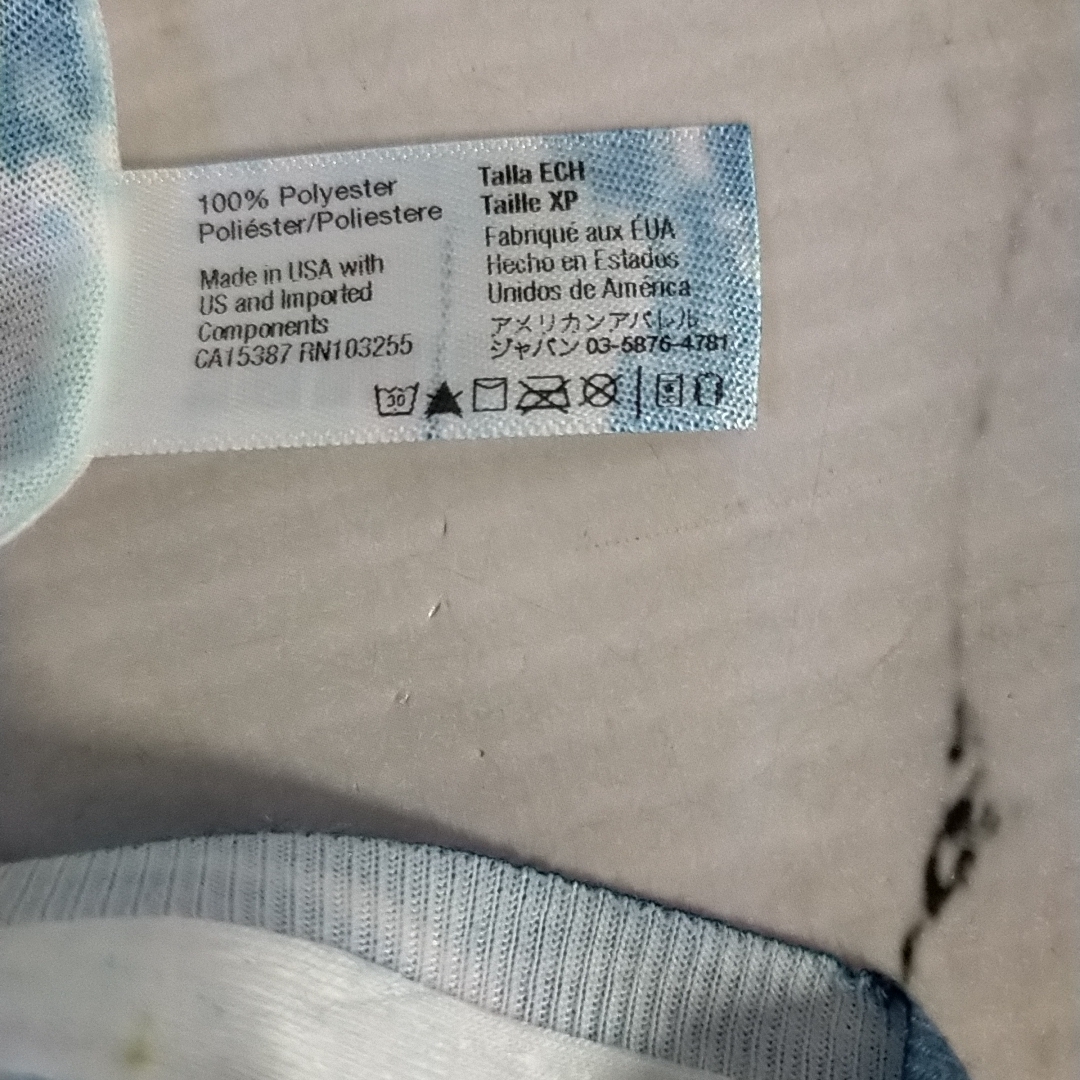 100% Polyester
Poliéster/Poliestere
Made in USA with
US and Imported
Components
CA15387 RN103255
Talla ECH
Taille XP
Fabriqué aux EUA
Hecho en Estados
Unidos de América
アメリカンアパレル
ジャパン 03-5876-4781
30